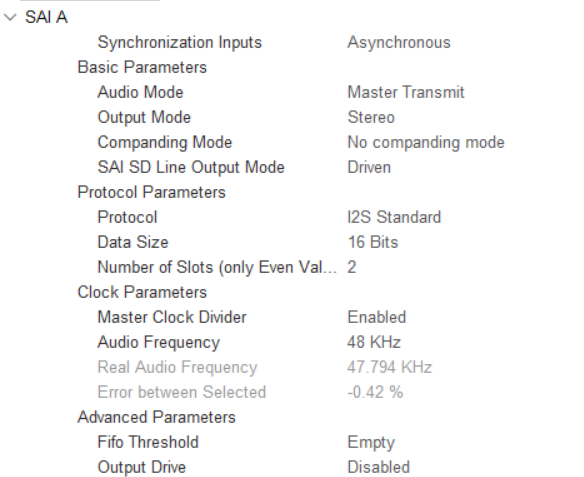 SAI A
Synchronization Inputs Asynchronous
Basic Parameters
Audio Mode Master Transmit
Output Mode Stereo
Companding Mode No companding mode
SAI SD Line Output Mode Driven
Protocol Parameters
Protocol I2S Standard
Data Size 16 Bits
Number of Slots (only Even Val... 2
Clock Parameters
Master Clock Divider Enabled
Audio Frequency 48 KHz
Real Audio Frequency 47.794 KHz
Error between Selected -0.42 %
Advanced Parameters
Fifo Threshold Empty
Output Drive Disabled